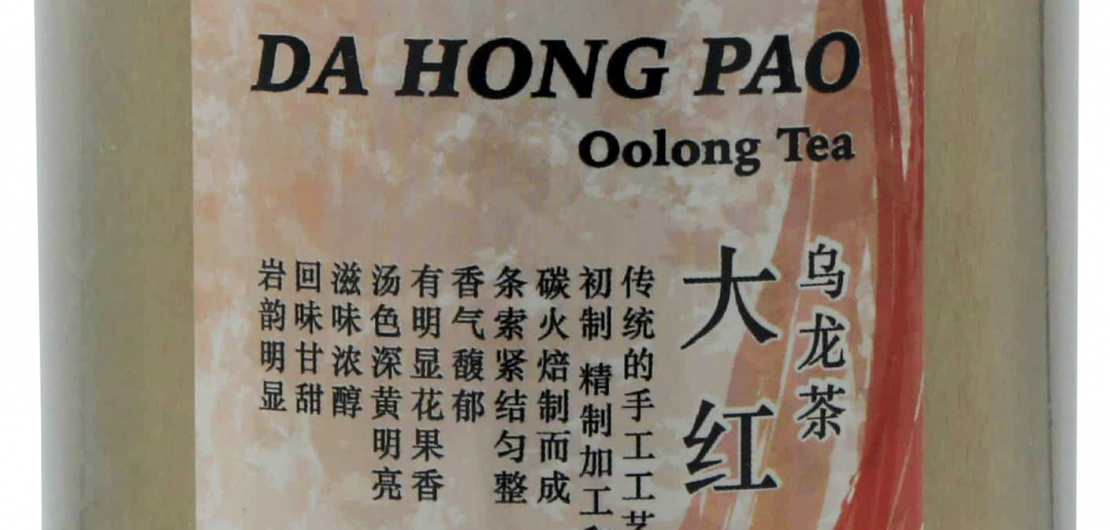 DA HONG PAO
Oolong Tea
乌龙茶
大红
传统的手工工艺
初制 精制加工
碳火焙制而成
条索紧结匀整
香气馥郁
有明显花果香
汤色深黄明亮
滋味浓醇
回味甘甜
岩韵明显